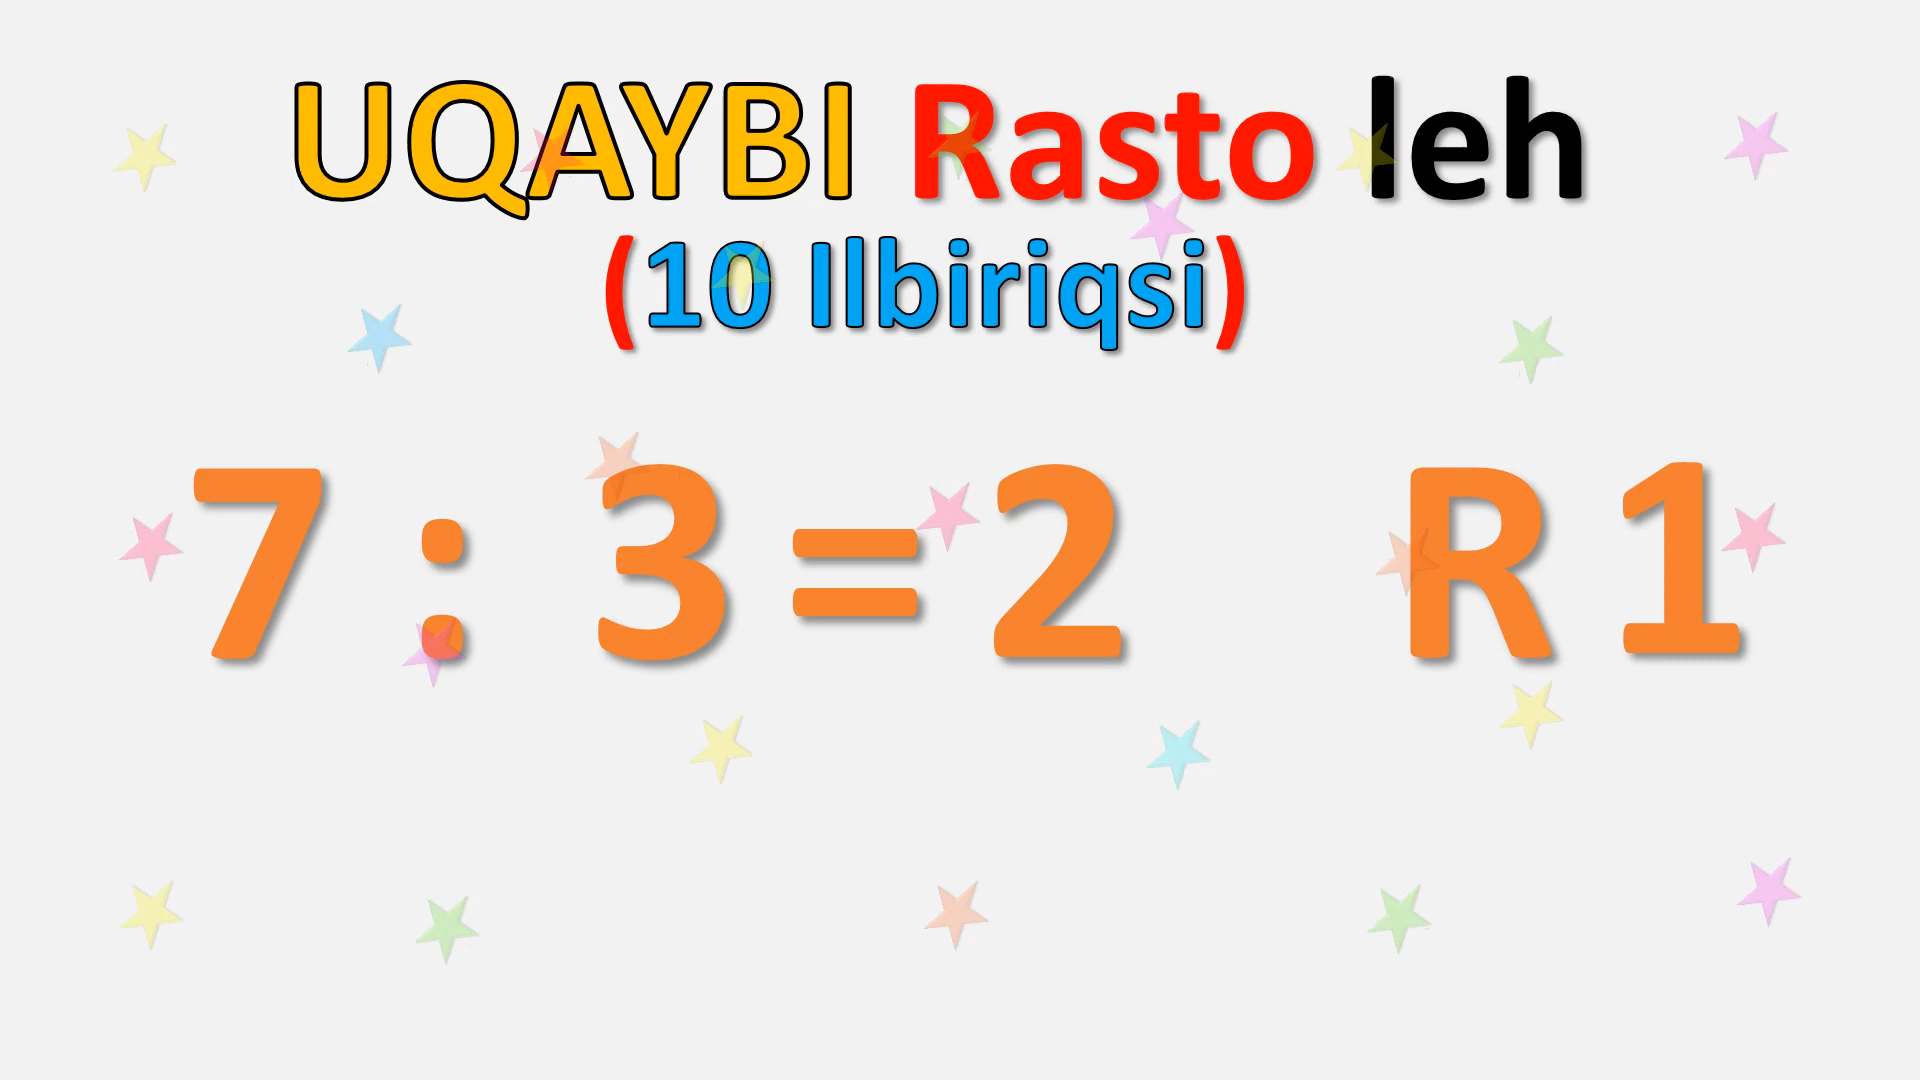 UQAYBI Rasto leh
(10 Ilbiriqsi)
7 : 3 = 2 R 1